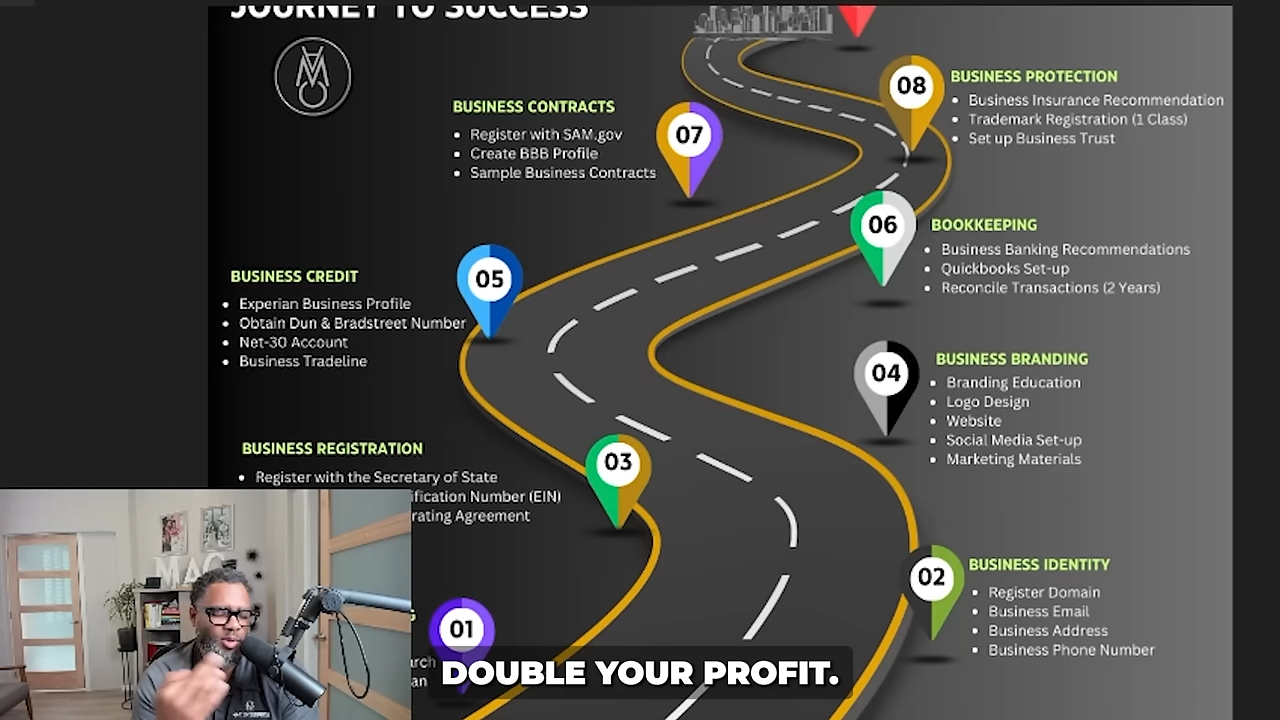 JOURNEY TO SUCCESS
08
BUSINESS PROTECTION
Business Insurance Recommendation
Trademark Registration (1 Class)
Set up Business Trust
BUSINESS CONTRACTS
07
Register with SAM.gov
Create BBB Profile
Sample Business Contracts
06
BOOKKEEPING
Business Banking Recommendations
Quickbooks Set-up
Reconcile Transactions (2 Years)
BUSINESS CREDIT
05
Experian Business Profile
Obtain Dun & Bradstreet Number
Net-30 Account
Business Tradeline
04
BUSINESS BRANDING
Branding Education
Logo Design
Website
Social Media Set-up
Marketing Materials
BUSINESS REGISTRATION
03
Register with the Secretary of State
ification Number (EIN)
rating Agreement
02
BUSINESS IDENTITY
Register Domain
Business Email
Business Address
Business Phone Number
01
MAC
DOUBLE YOUR PROFIT.